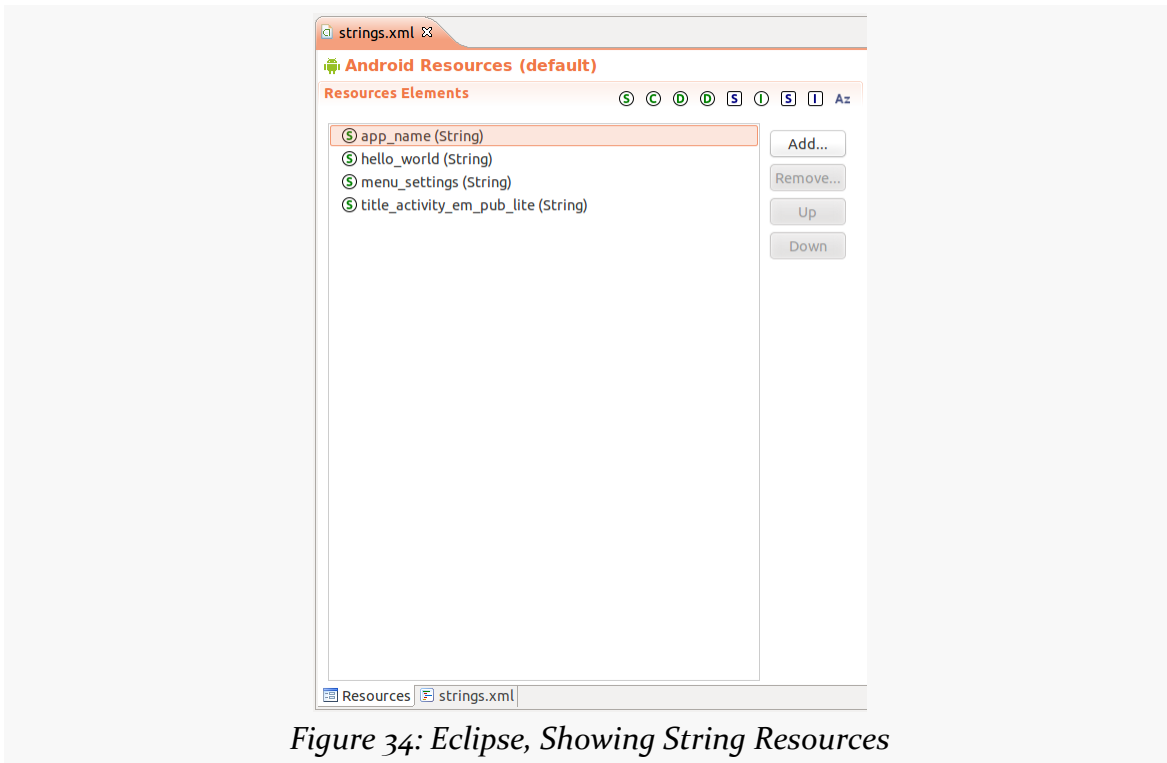 strings.xml
Android Resources (default)
Resources Elements
S C D D S I S I Az
S app_name (String)
S hello_world (String)
S menu_settings (String)
S title_activity_em_pub_lite (String)
Add...
Remove...
Up
Down
Resources strings.xml
Figure 34: Eclipse, Showing String Resources